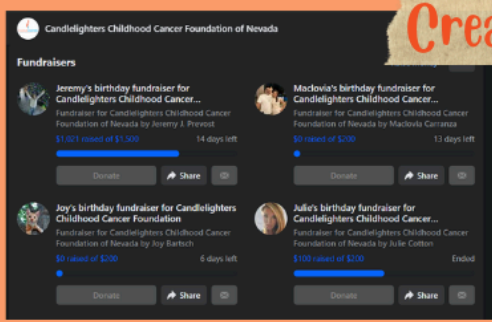 Candlelighters Childhood Cancer Foundation of Nevada
Crea
Fundraisers
Jeremy's birthday fundraiser for
Candlelighters Childhood Cancer...
Fundraiser for Candlelighters Childhood Cancer
Foundation of Nevada by Jeremy J. Prevost
$1,021 raised of $1,500 14 days left
Donate Share
Maclovia's birthday fundraiser for
Candlelighters Childhood Cancer...
Fundraiser for Candlelighters Childhood Cancer
Foundation of Nevada by Maclovia Carranza
$0 raised of $200 13 days left
Donate Share
Joy's birthday fundraiser for Candlelighters
Childhood Cancer Foundation
Fundraiser for Candlelighters Childhood Cancer
Foundation of Nevada by Joy Bartsch
$0 raised of $200 6 days left
Donate Share
Julie's birthday fundraiser for
Candlelighters Childhood Cancer...
Fundraiser for Candlelighters Childhood Cancer
Foundation of Nevada by Julie Cotton
$100 raised of $200 Ended
Donate Share